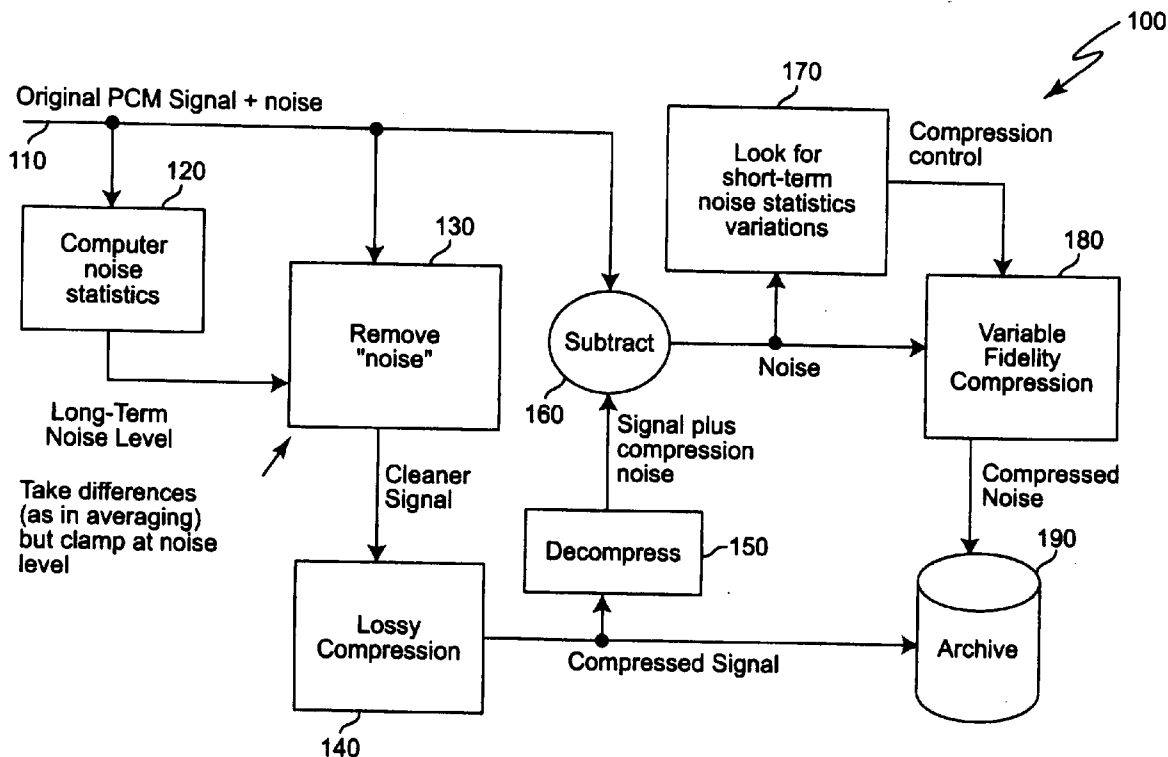 100
Original PCM Signal + noise
110
120
Computer
noise
statistics
130
Remove
"noise"
Long-Term
Noise Level
Take differences
(as in averaging)
but clamp at noise
level
Cleaner
Signal
Lossy
Compression
140
Compressed Signal
Decompress
150
Signal plus
compression
noise
Subtract
160
Noise
170
Look for
short-term
noise statistics
variations
Compression
control
180
Variable
Fidelity
Compression
Compressed
Noise
190
Archive